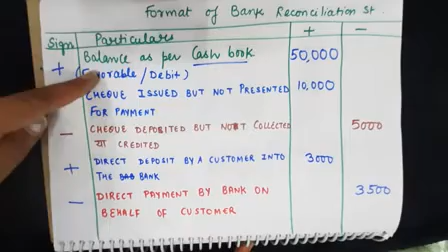 Format of Bank Reconciliation St.
Sign Particulars + -
+ Balance as per Cash book 50,000
(Favorable/Debit)
CHEQUE ISSUED BUT NOT PRESENTED 10,000
FOR PAYMENT
- CHEQUE DEPOSITED BUT NOT COLLECTED 5000
या CREDITED
+ DIRECT DEPOSIT BY A CUSTOMER INTO 3000
THE BANK
- DIRECT PAYMENT BY BANK ON 3500
BEHALF OF CUSTOMER